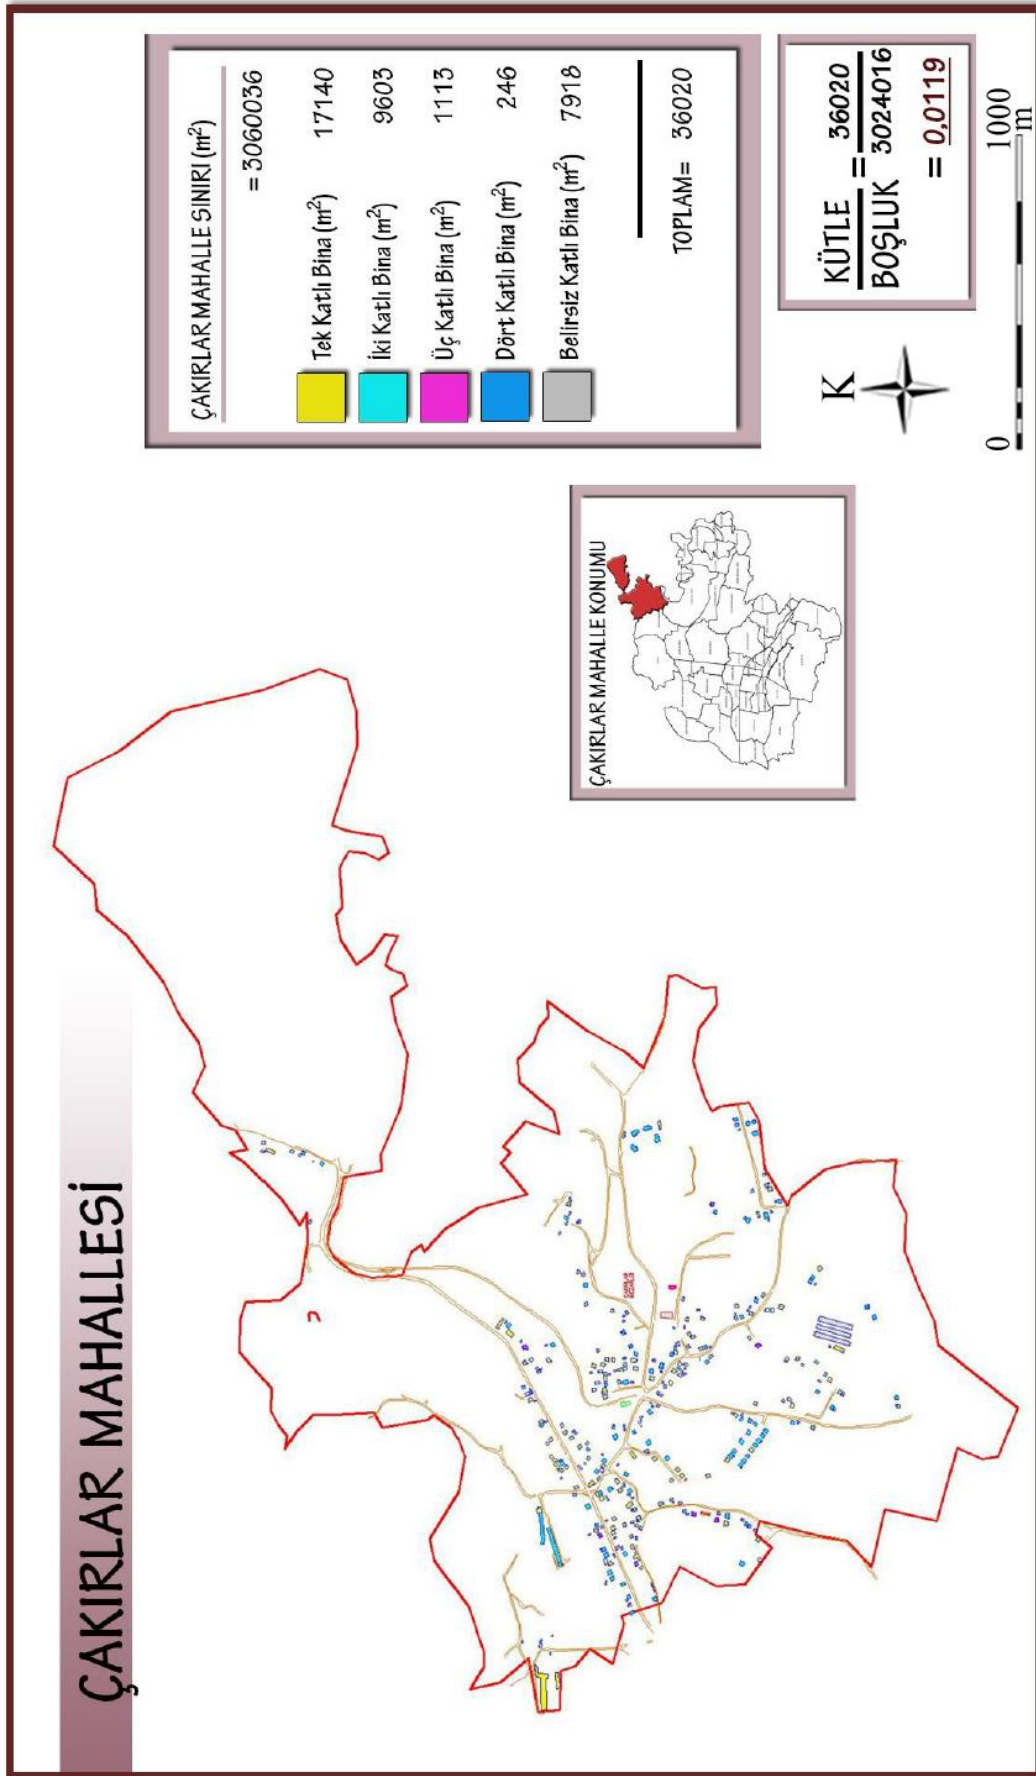 ÇAKIRLAR MAHALLESİ
ÇAKIRLAR MAHALLE SINIRI (m²)
= 3060036
Tek Katlı Bina (m²) 17140
İki Katlı Bina (m²) 9603
Üç Katlı Bina (m²) 1113
Dört Katlı Bina (m²) 246
Belirsiz Katlı Bina (m²) 7918
TOPLAM= 36020
ÇAKIRLAR MAHALLE KONUMU
KÜTLE = 36020
BOŞLUK 3024016
= 0,0119
K
0 1000
m